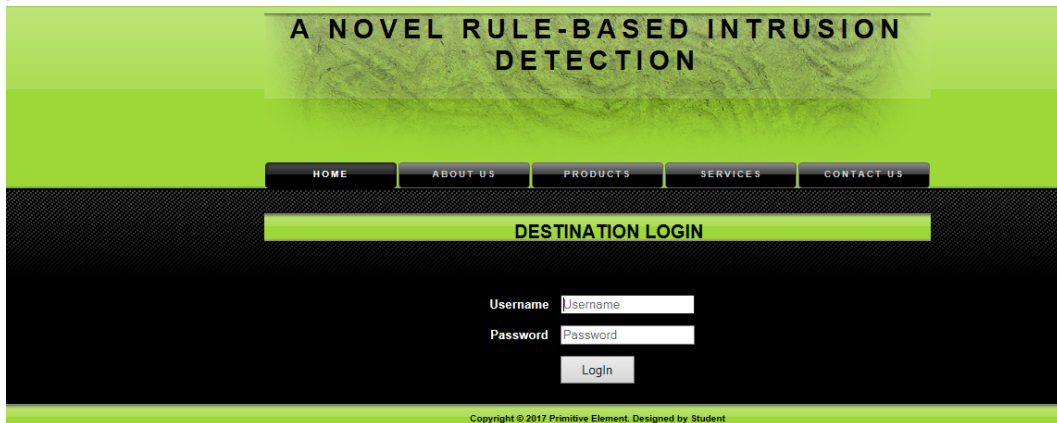 A NOVEL RULE-BASED INTRUSION
DETECTION
HOME ABOUT US PRODUCTS SERVICES CONTACT US
DESTINATION LOGIN
Username Username
Password Password
LogIn
Copyright © 2017 Primitive Element. Designed by Student